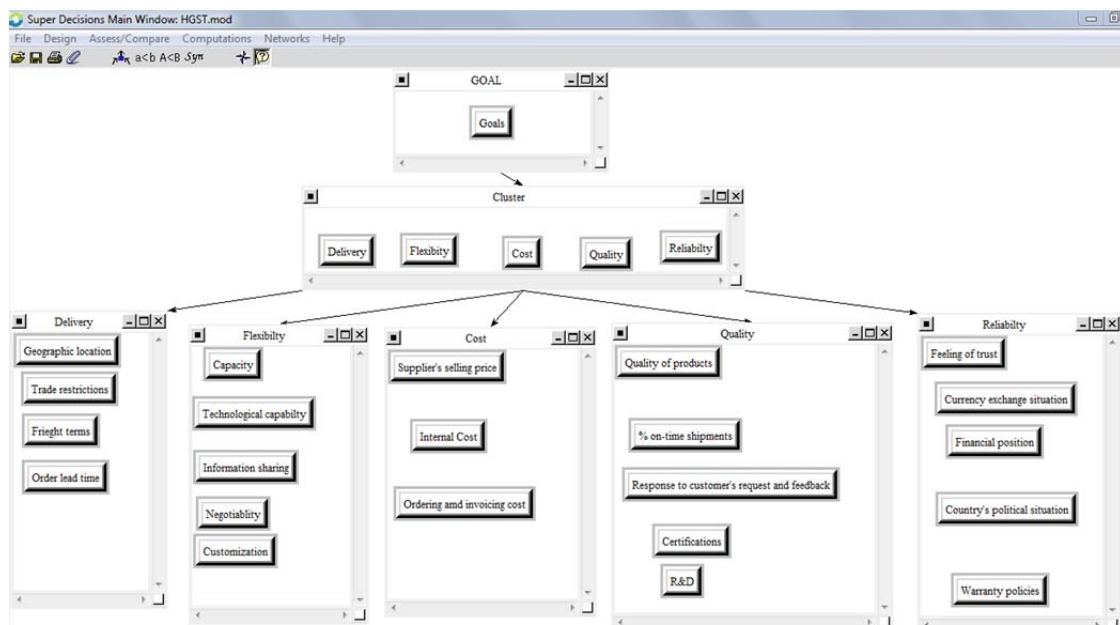 Super Decisions Main Window: HGST.mod
File Design Assess/Compare Computations Networks Help
a<b A<B Syn
GOAL
Goals
Cluster
Delivery Flexibity Cost Quality Reliabilty
Delivery
Geographic location
Trade restrictions
Frieght terms
Order lead time
Flexibilty
Capacity
Technological capabilty
Information sharing
Negotiablity
Customization
Cost
Supplier's selling price
Internal Cost
Ordering amd invoicing cost
Quality
Quality of products
% on-time shipments
Response to customer's request and feedback
Certifications
R&D
Reliabilty
Feeling of trust
Currency exchange situation
Financial position
Country's political situation
Warranty policies